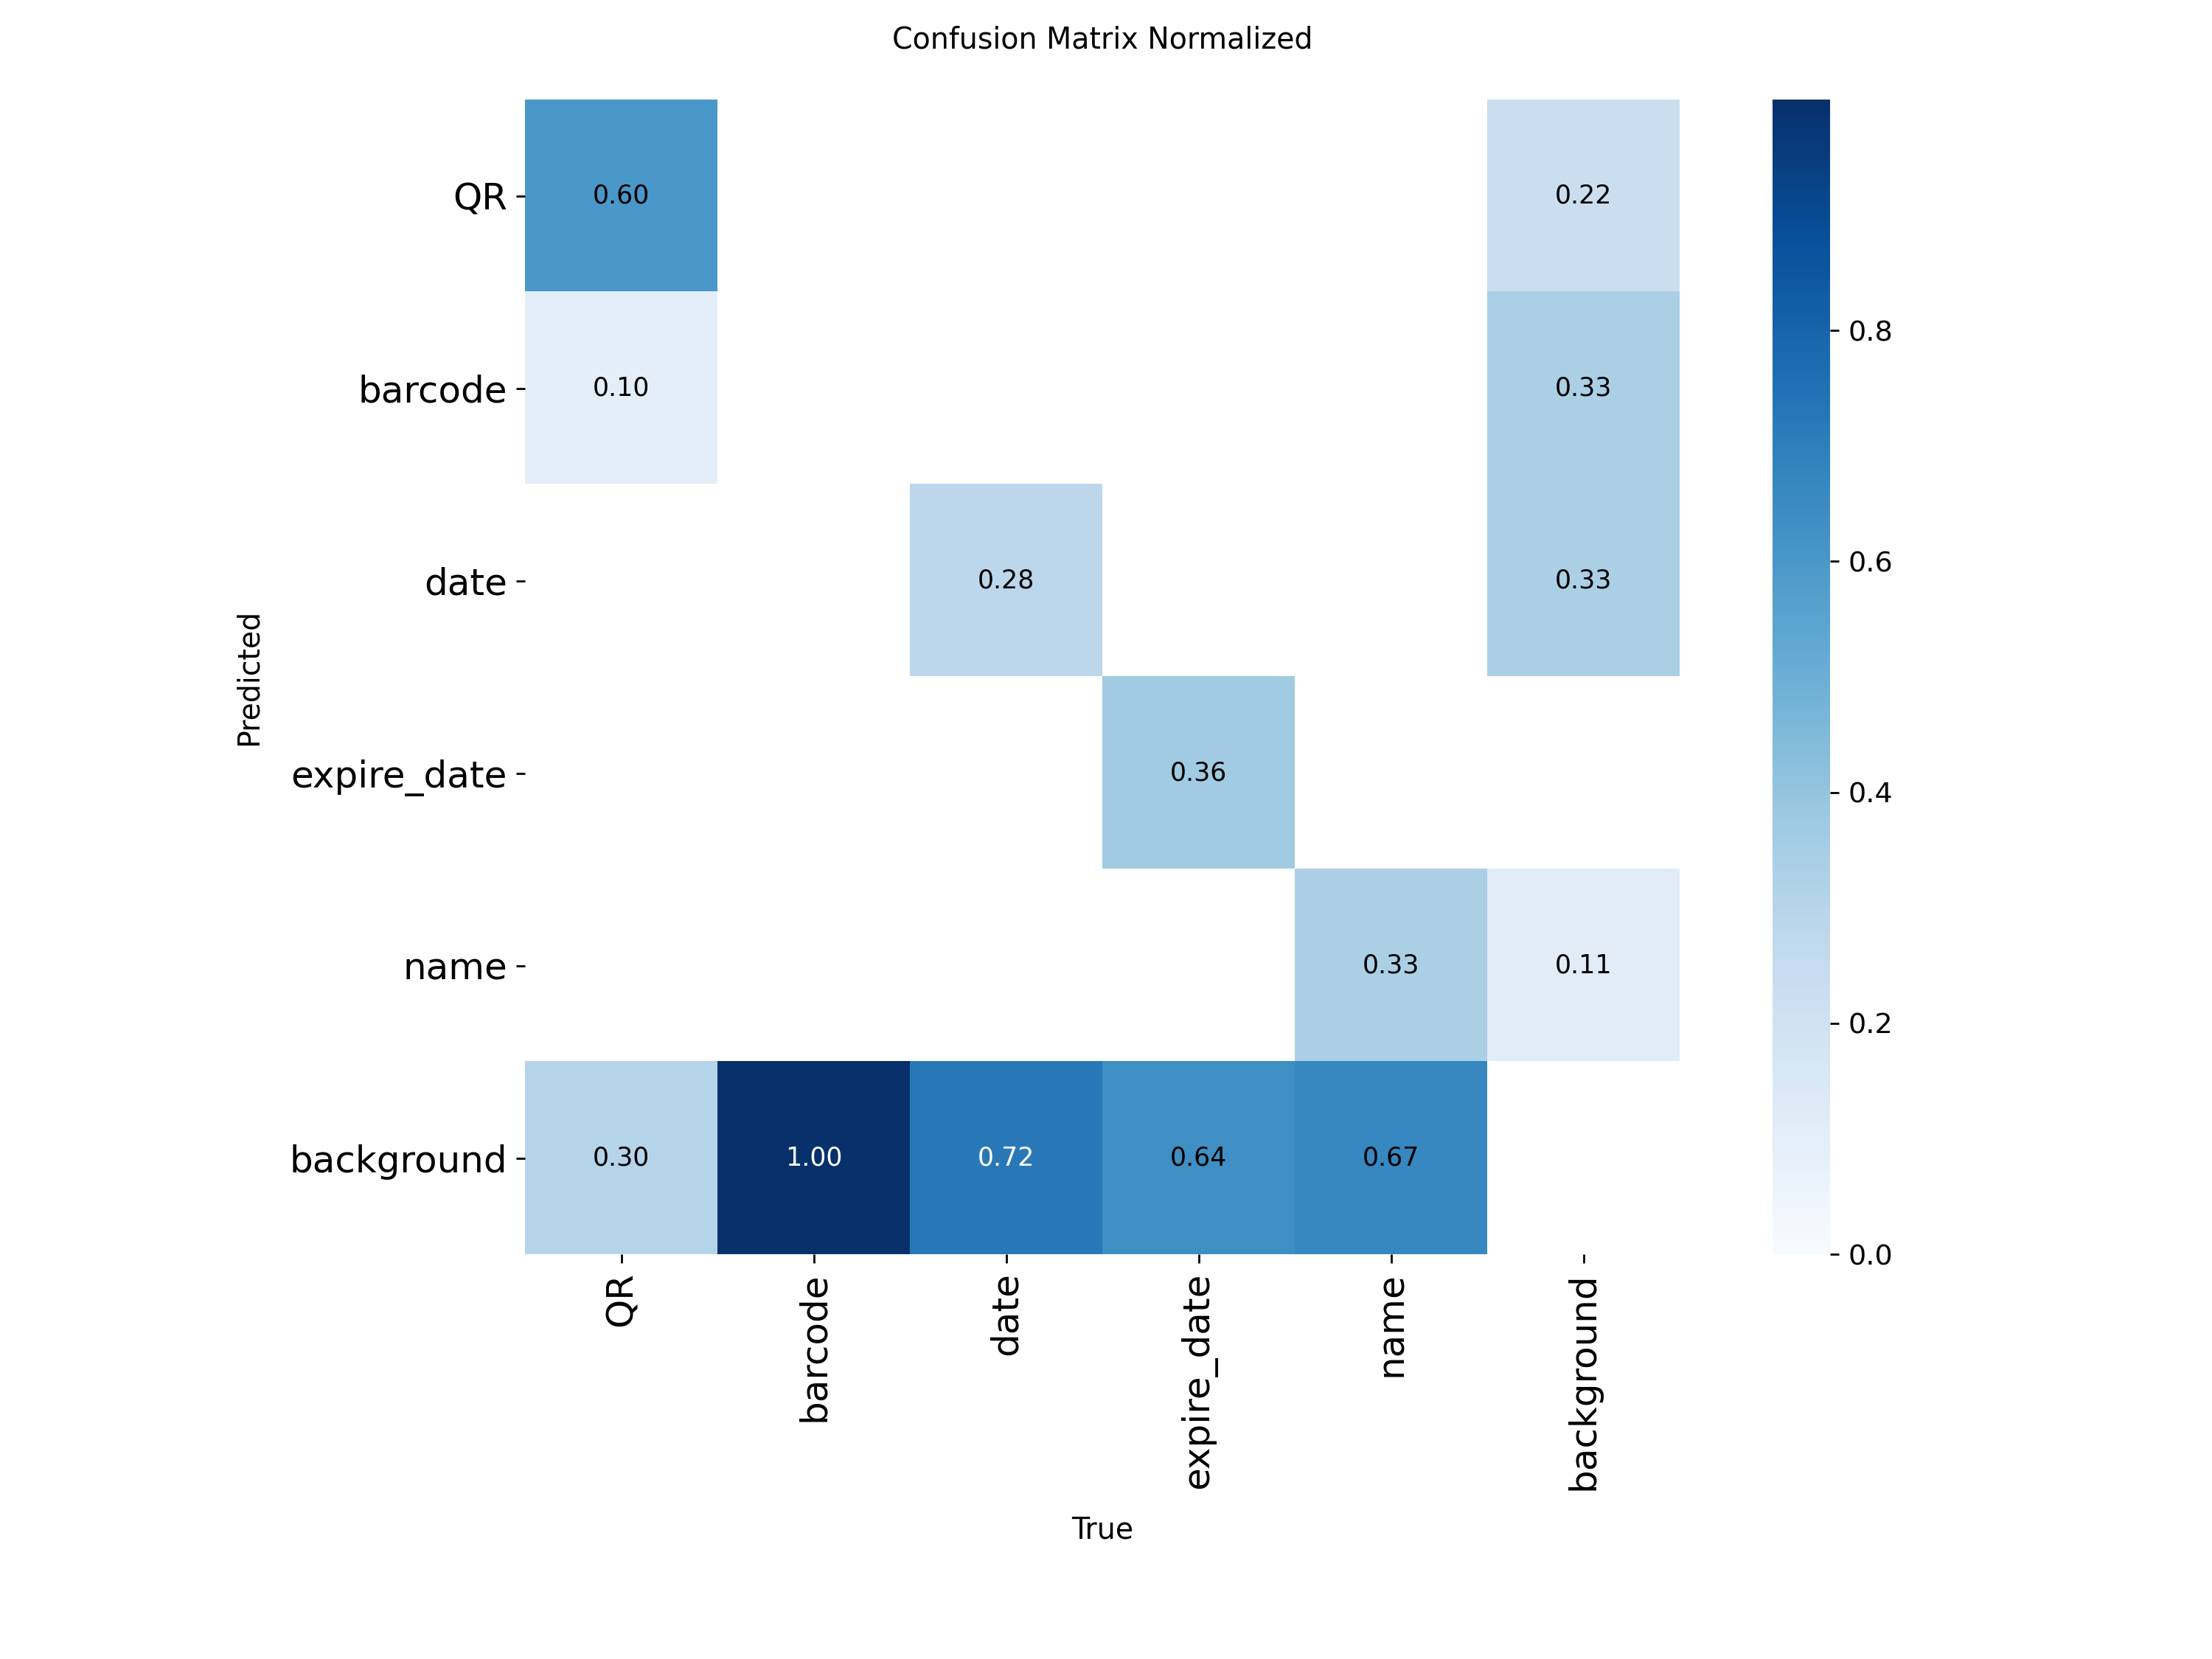 Confusion Matrix Normalized
QR
0.60
0.22
barcode
0.10
0.33
date
0.28
0.33
expire_date
0.36
name
0.33
0.11
background
0.30
1.00
0.72
0.64
0.67
Predicted
QR
barcode
date
expire_date
name
background
True
0.8
0.6
0.4
0.2
0.0